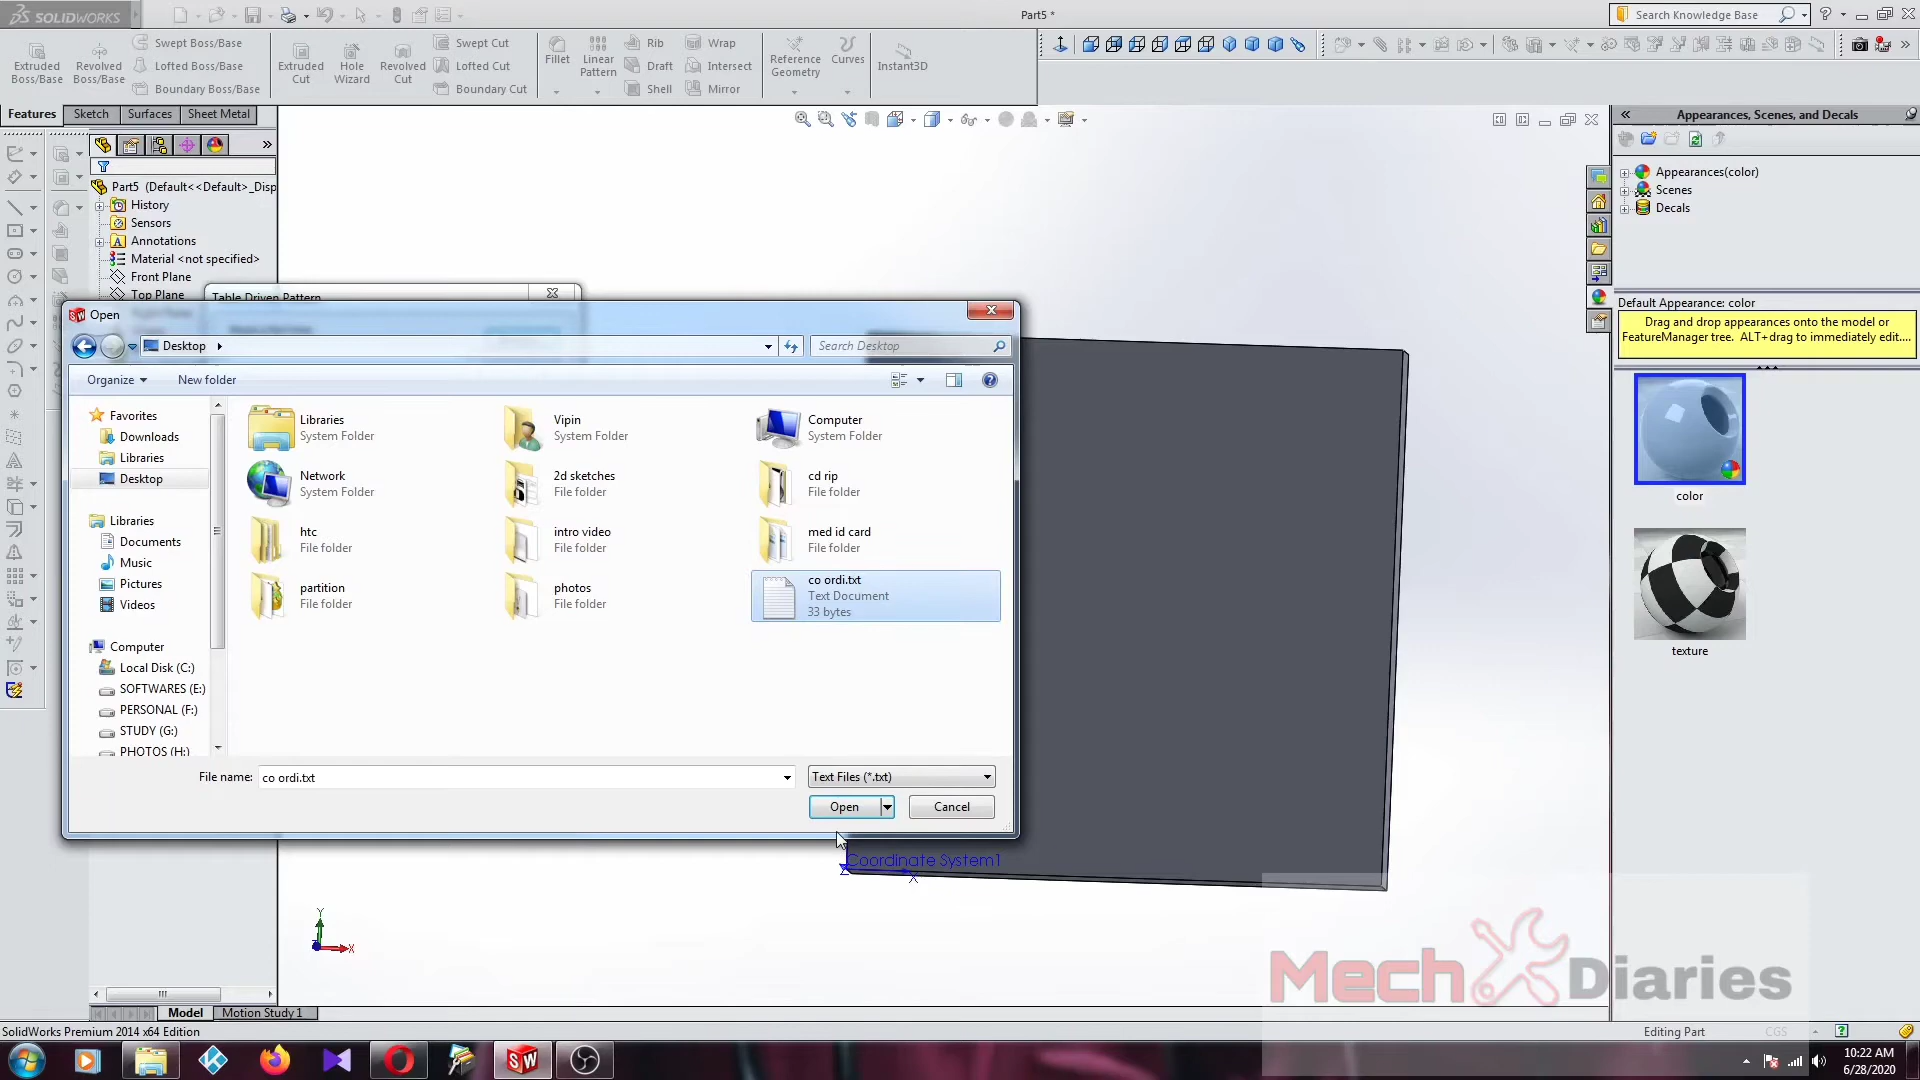 SOLIDWORKS
Part5 *
Search Knowledge Base
Extruded Boss/Base
Revolved Boss/Base
Swept Boss/Base
Lofted Boss/Base
Boundary Boss/Base
Extruded Cut
Hole Wizard
Revolved Cut
Swept Cut
Lofted Cut
Boundary Cut
Fillet
Linear Pattern
Rib
Draft
Shell
Wrap
Intersect
Mirror
Reference Geometry
Curves
Instant3D
Features
Sketch
Surfaces
Sheet Metal
Part5 (Default<<Default>_Disp
History
Sensors
Annotations
Material <not specified>
Front Plane
Top Plane
Table Driven Pattern
Open
Desktop
Search Desktop
Organize
New folder
Favorites
Downloads
Libraries
Desktop
Libraries
Documents
Music
Pictures
Videos
Computer
Local Disk (C:)
SOFTWARES (E:)
PERSONAL (F:)
STUDY (G:)
PHOTOS (H:)
Libraries
System Folder
Vipin
System Folder
Computer
System Folder
Network
System Folder
2d sketches
File folder
cd rip
File folder
htc
File folder
intro video
File folder
med id card
File folder
partition
File folder
photos
File folder
co ordi.txt
Text Document
33 bytes
File name:
co ordi.txt
Text Files (*.txt)
Open
Cancel
Coordinate System1
X
Y
X
Appearances, Scenes, and Decals
Appearances(color)
Scenes
Decals
Default Appearance: color
Drag and drop appearances onto the model or
FeatureManager tree. ALT+drag to immediately edit....
color
texture
Mech Diaries
Model
Motion Study 1
SolidWorks Premium 2014 x64 Edition
Editing Part
CGS
10:22 AM
6/28/2020